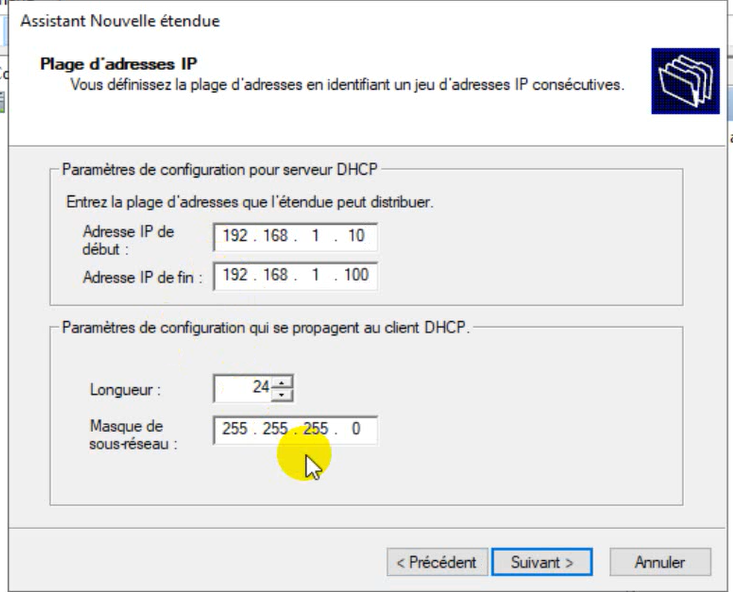 Assistant Nouvelle étendue
Plage d'adresses IP
Vous définissez la plage d'adresses en identifiant un jeu d'adresses IP consécutives.
Paramètres de configuration pour serveur DHCP
Entrez la plage d'adresses que l'étendue peut distribuer.
Adresse IP de
début :
192 . 168 . 1 . 10
Adresse IP de fin :
192 . 168 . 1 . 100
Paramètres de configuration qui se propagent au client DHCP.
Longueur :
24
Masque de
sous-réseau :
255 . 255 . 255 . 0
< Précédent
Suivant >
Annuler